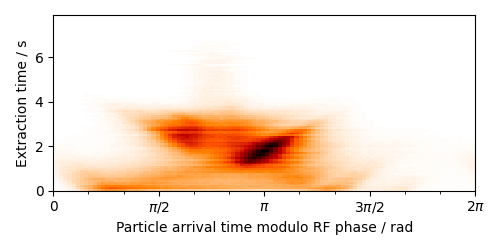 Extraction time / s
6
4
2
0
0 π/2 π 3π/2 2π
Particle arrival time modulo RF phase / rad